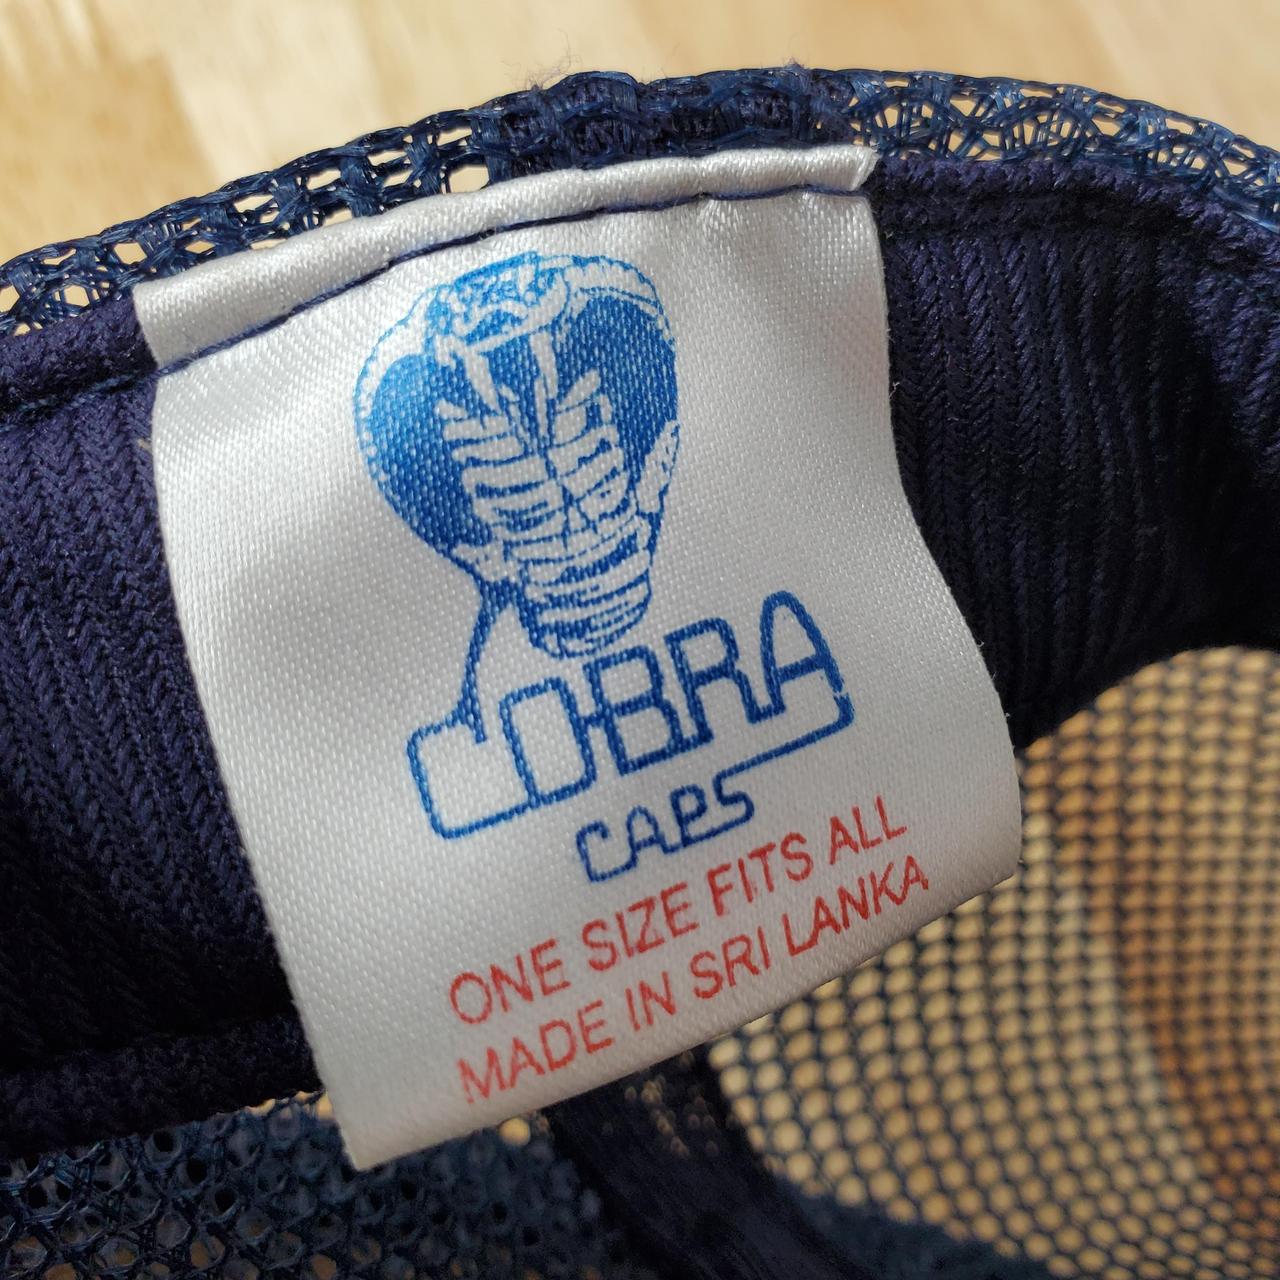 COBRA
CAPS
ONE SIZE FITS ALL
MADE IN SRI LANKA